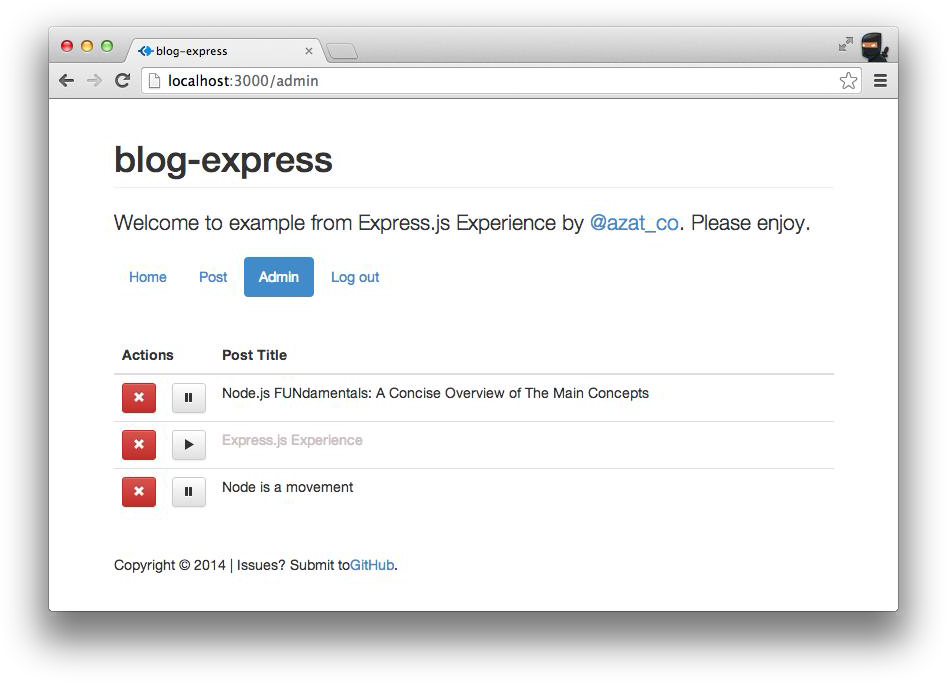 blog-express
localhost:3000/admin
blog-express
Welcome to example from Express.js Experience by @azat_co. Please enjoy.
Home Post Admin Log out
Actions Post Title
Node.js FUNdamentals: A Concise Overview of The Main Concepts
Express.js Experience
Node is a movement
Copyright © 2014 | Issues? Submit toGitHub.